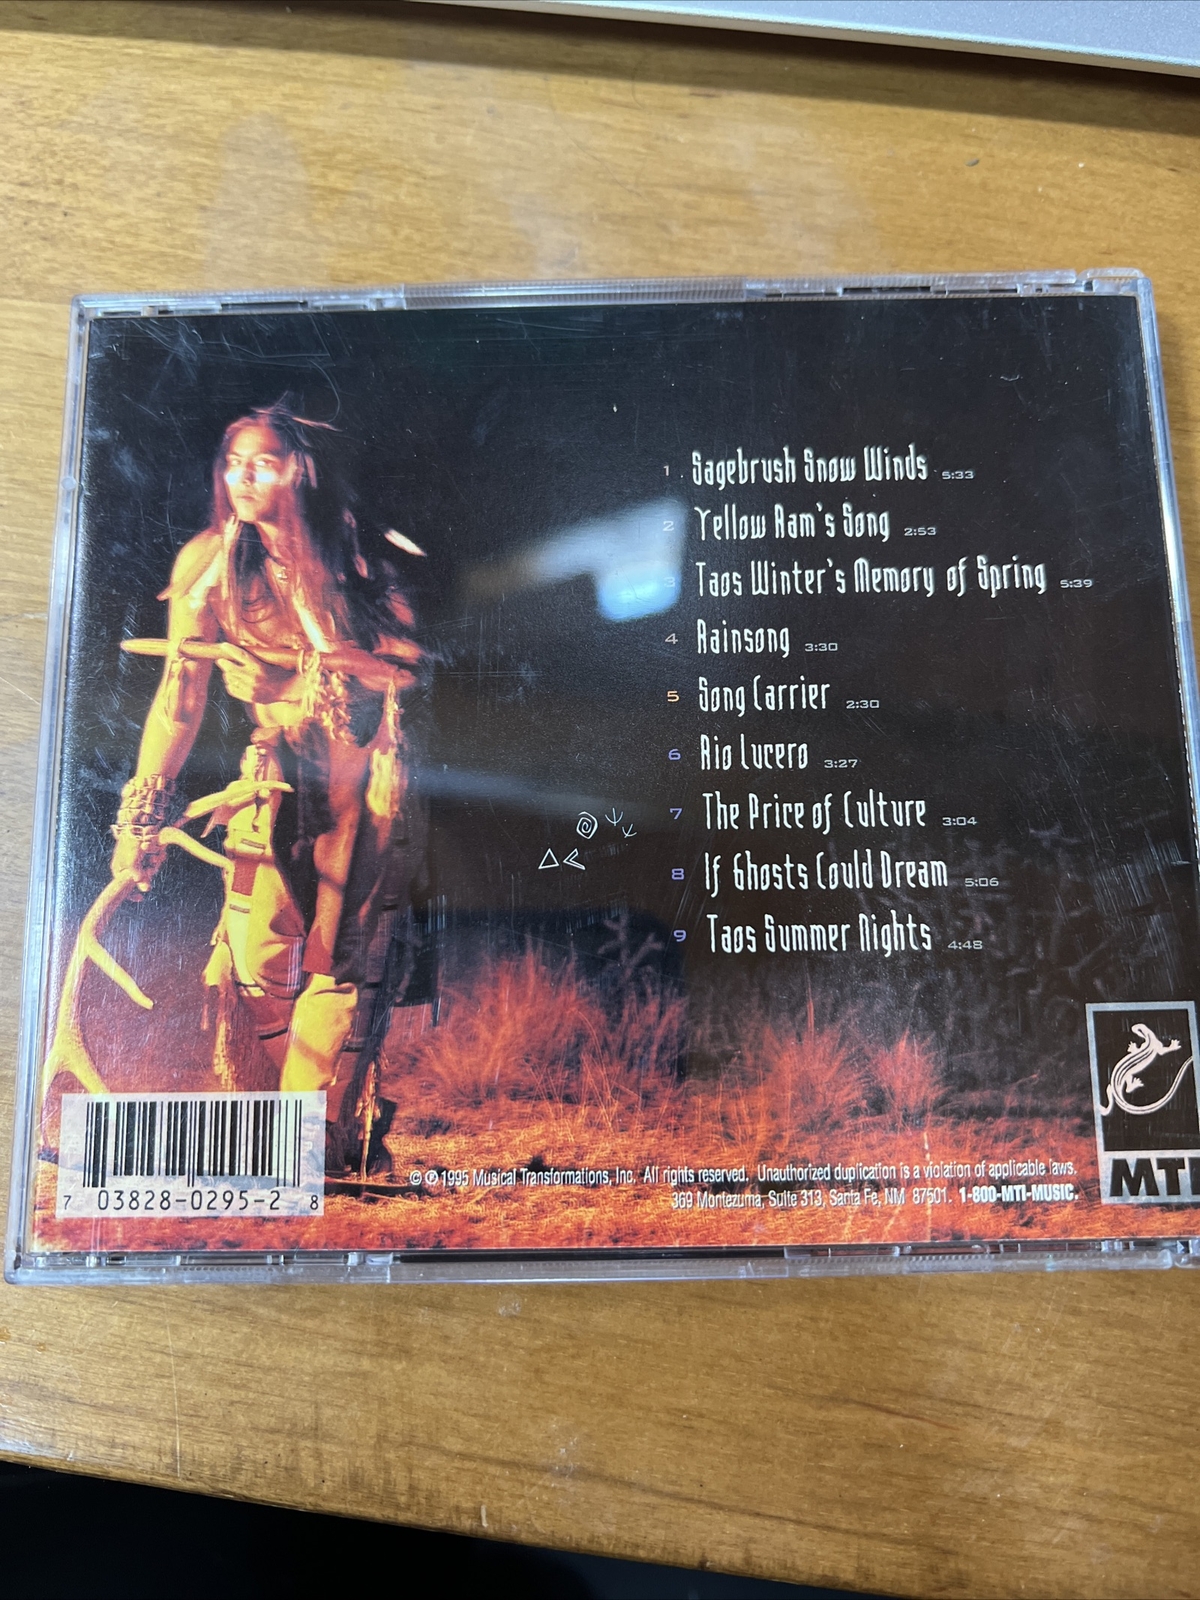 1 Sagebrush Snow Winds 5:33
2 Yellow Ram's Song 2:53
3 Taos Winter's Memory of Spring 5:39
4 Rainsong 3:30
5 Song Carrier 2:30
6 Rio Lucero 3:27
7 The Price of Culture 3:04
8 If Ghosts Could Dream 5:06
9 Taos Summer Nights 4:48
MTI
© ℗ 1995 Musical Transformations, Inc. All rights reserved. Unauthorized duplication is a violation of applicable laws.
369 Montezuma, Suite 313, Santa Fe, NM 87501. 1-800-MTI-MUSIC.
7 03828-0295-2 8